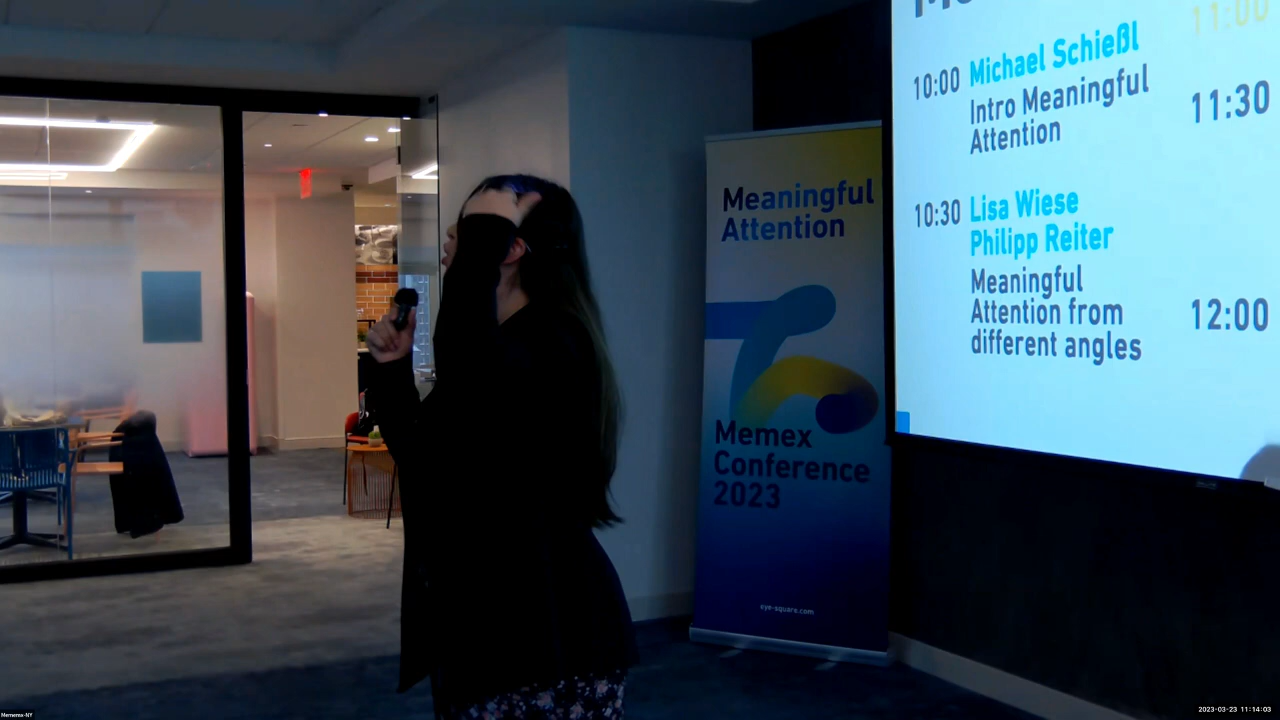 Meaningful
Attention
Memex
Conference
2023
eye-square.com
11:00
10:00 Michael Schießl
Intro Meaningful
Attention
11:30
10:30 Lisa Wiese
Philipp Reiter
Meaningful
Attention from
different angles
12:00
Mememx-NY
2023-03-23 11:14:03